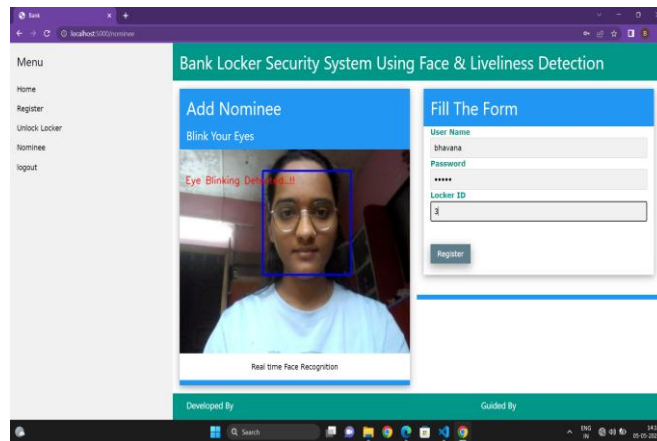 Bank
localhost:5000/nominee
Menu
Home
Register
Unlock Locker
Nominee
logout
Bank Locker Security System Using Face & Liveliness Detection
Add Nominee
Blink Your Eyes
Eye Blinking Detected..!!
Real time Face Recognition
Fill The Form
User Name
bhavana
Password
•••••
Locker ID
3
Register
Developed By
Guided By
Search
ENG
IN